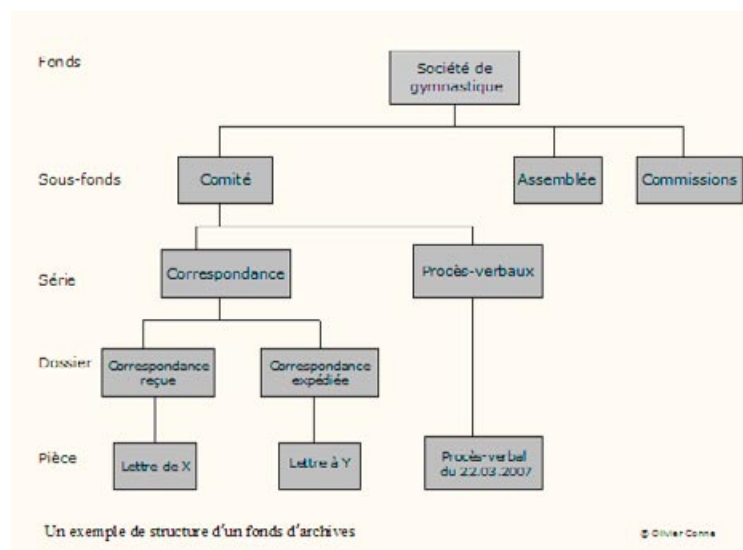 Fonds
Société de
gymnastique
Sous-fonds
Comité
Assemblée
Commissions
Série
Correspondance
Procès-verbaux
Dossier
Correspondance
reçue
Correspondance
expédiée
Pièce
Lettre de X
Lettre à Y
Procès-verbal
du 22.03.2007
Un exemple de structure d'un fonds d'archives
© Olivier Conne